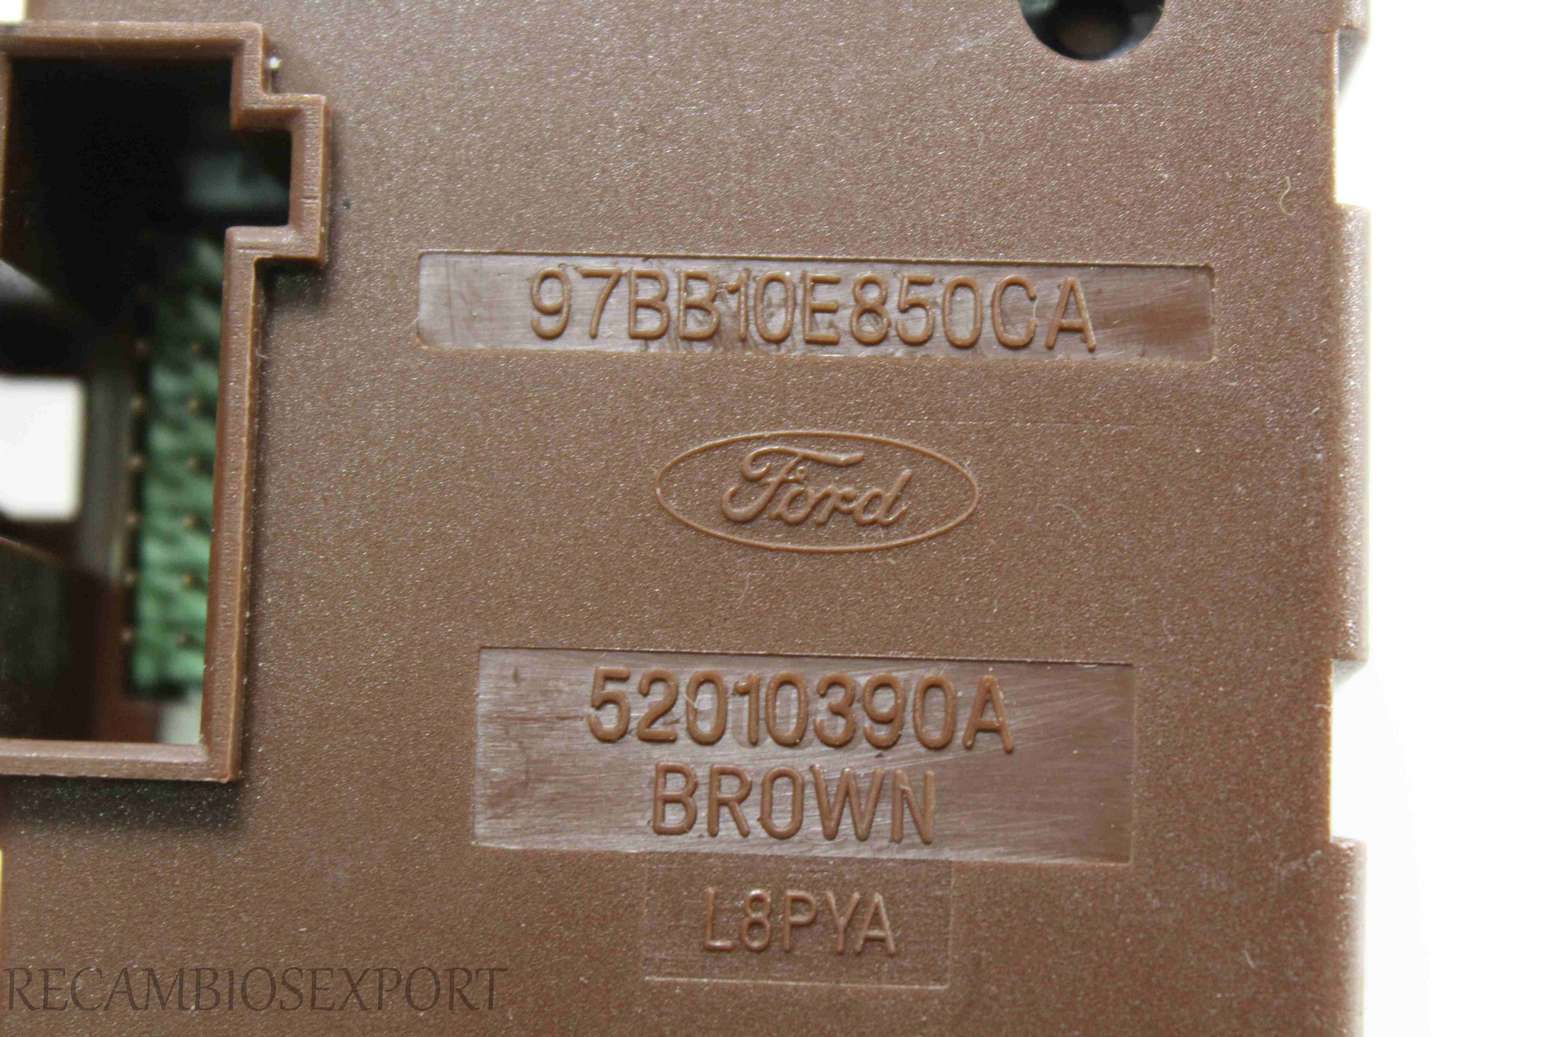 97BB10E850CA
Ford
52010390A
BROWN
L8PYA
RECAMBIOSEXPORT